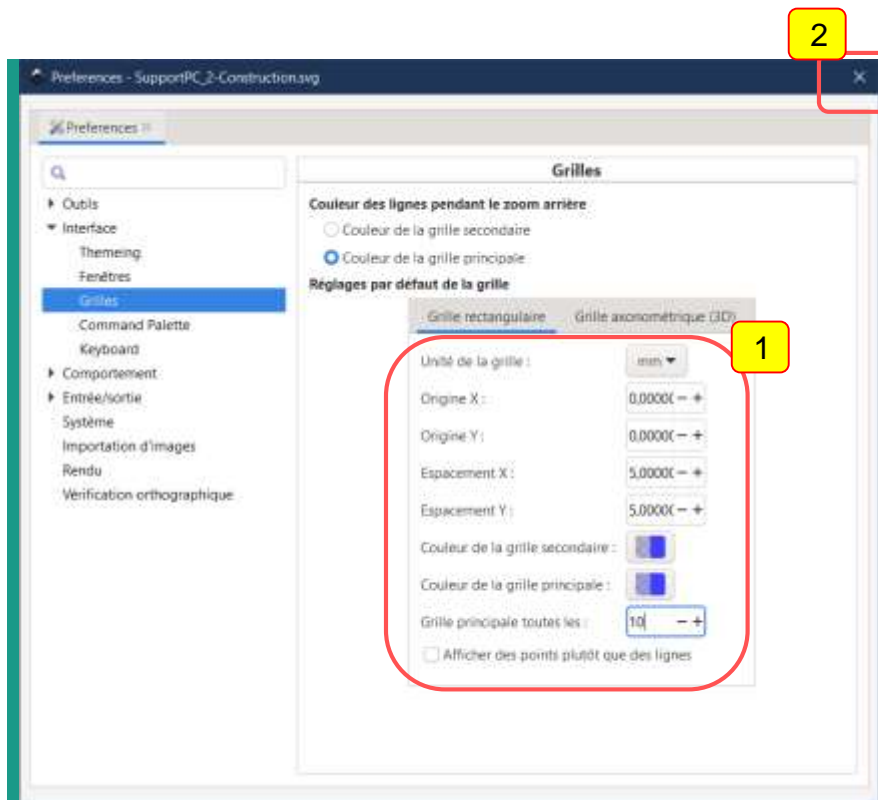 2
Preferences - SupportPC_2-Construction.svg
Preferences
Grilles
Outils
Interface
Themeing
Fenêtres
Grilles
Command Palette
Keyboard
Comportement
Entrée/sortie
Système
Importation d'images
Rendu
Vérification orthographique
Couleur des lignes pendant le zoom arrière
Couleur de la grille secondaire
Couleur de la grille principale
Réglages par défaut de la grille
Grille rectangulaire Grille axonométrique (3D)
1
Unité de la grille : mm
Origine X : 0,00000 - +
Origine Y : 0,00000 - +
Espacement X : 5,00000 - +
Espacement Y : 5,00000 - +
Couleur de la grille secondaire :
Couleur de la grille principale :
Grille principale toutes les : 10 - +
Afficher des points plutôt que des lignes